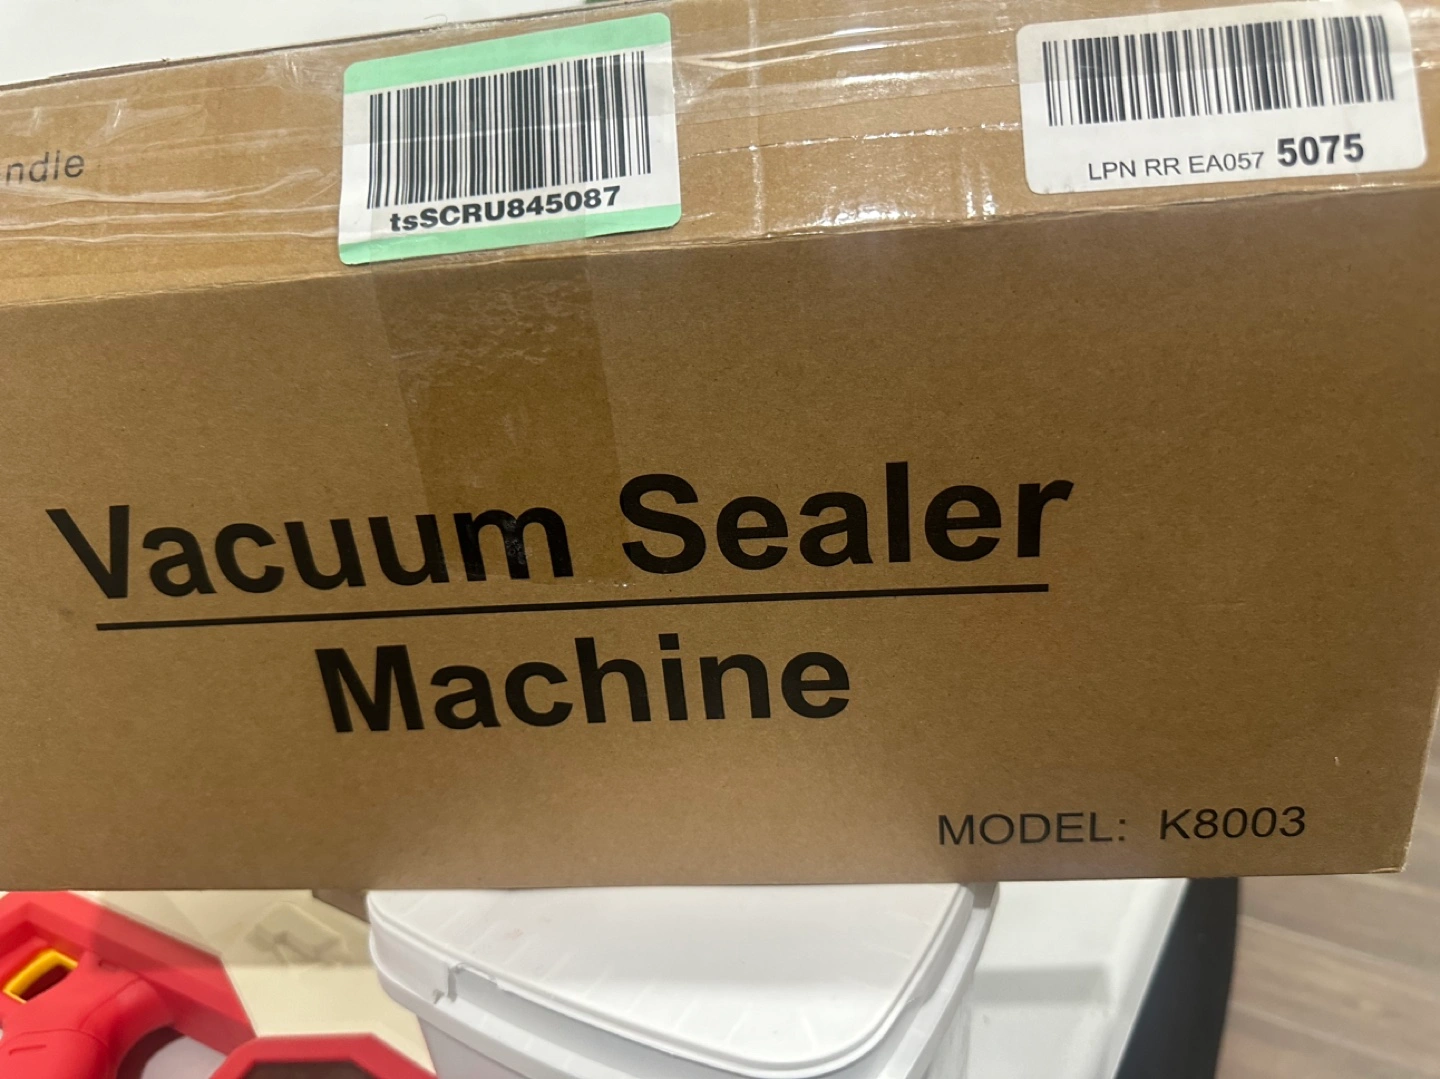 ndle
tsSCRU845087
LPN RR EA057 5075
Vacuum Sealer
Machine
MODEL: K8003